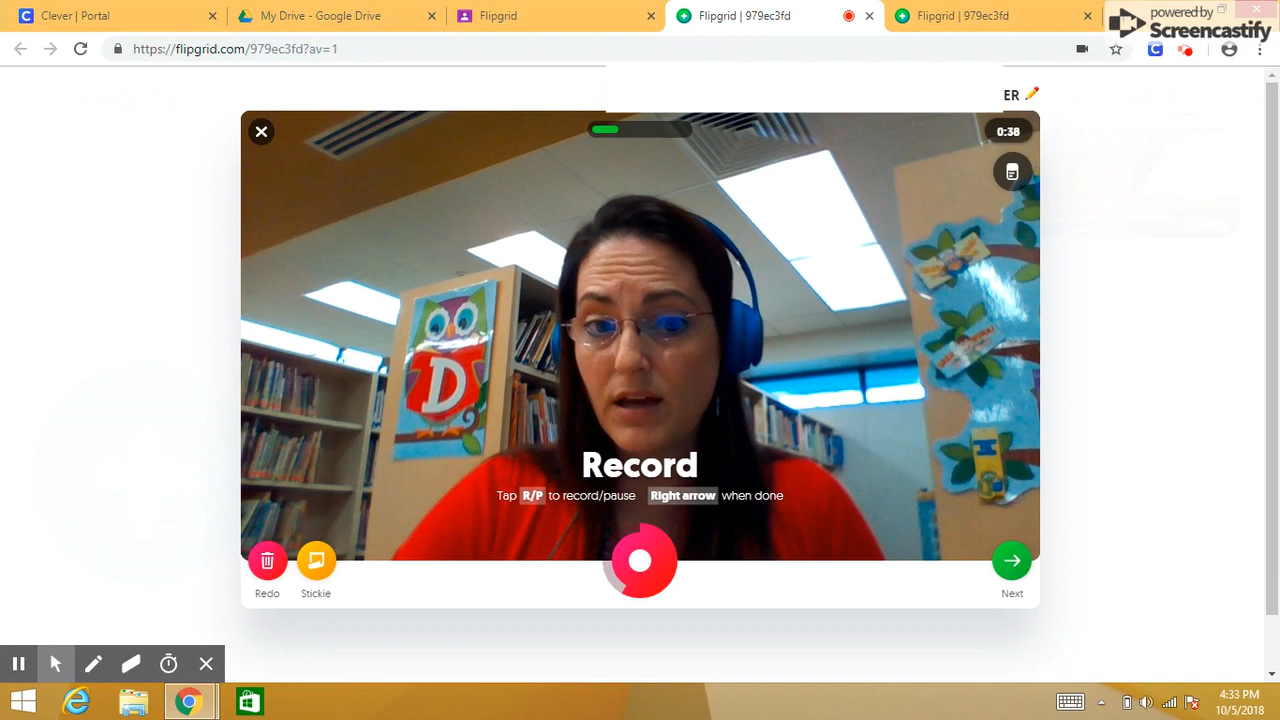 Clever | Portal
My Drive - Google Drive
Flipgrid
Flipgrid | 979ec3fd
Flipgrid | 979ec3fd
powered by
Screencastify
https://flipgrid.com/979ec3fd?av=1
ER
0:38
D
Record
Tap R/P to record/pause Right arrow when done
Redo
Stickie
Next
4:33 PM
10/5/2018